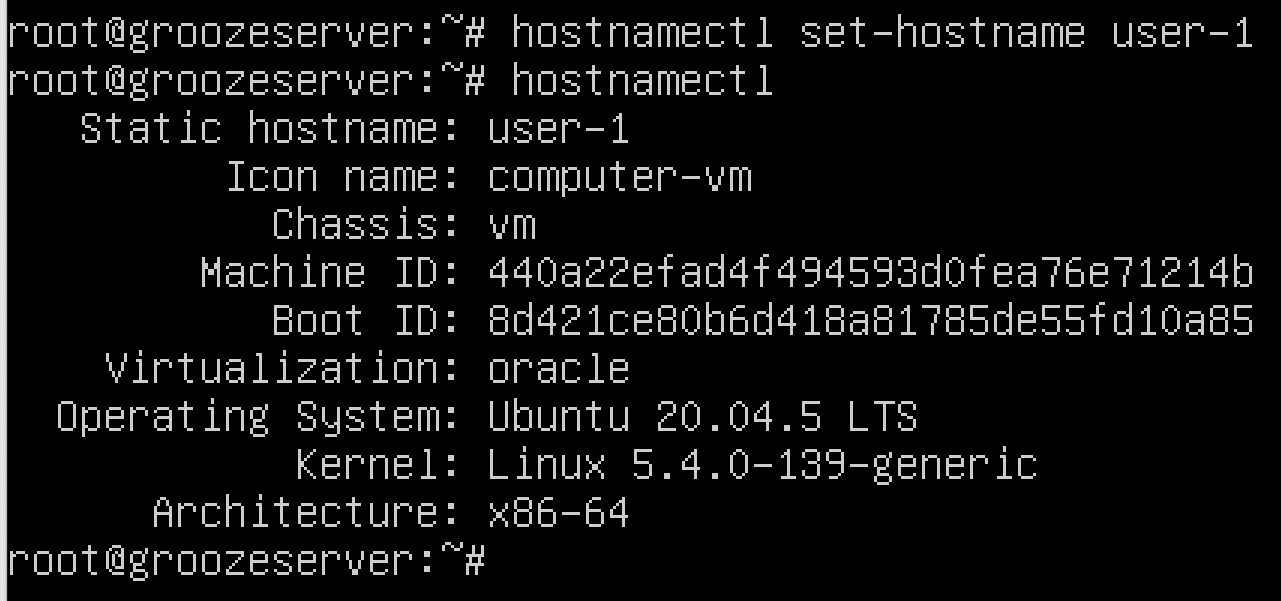 root@groozeserver:~# hostnamectl set-hostname user-1
root@groozeserver:~# hostnamectl
Static hostname: user-1
Icon name: computer-vm
Chassis: vm
Machine ID: 440a22efad4f494593d0fea76e71214b
Boot ID: 8d421ce80b6d418a81785de55fd10a85
Virtualization: oracle
Operating System: Ubuntu 20.04.5 LTS
Kernel: Linux 5.4.0-139-generic
Architecture: x86-64
root@groozeserver:~#